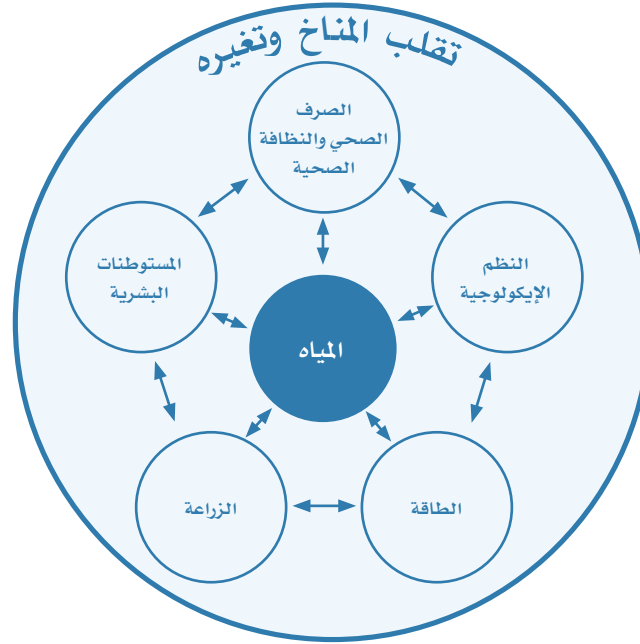 تقلب المناخ وتغيره
الصرف
الصحي والنظافة
الصحية
النظم
الإيكولوجية
المستوطنات
البشرية
المياه
الطاقة
الزراعة